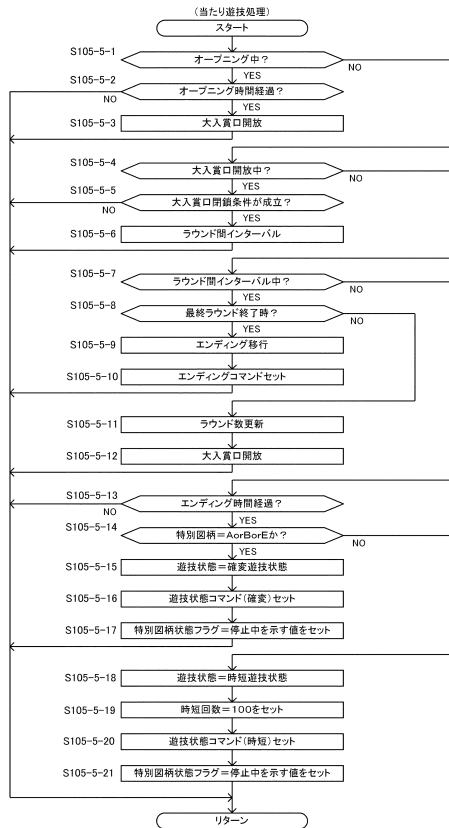 (当たり遊技処理)
スタート
S105-5-1
オープニング中?
NO
YES
S105-5-2
オープニング時間経過?
NO
YES
S105-5-3
大入賞口開放
S105-5-4
大入賞口開放中?
NO
YES
S105-5-5
大入賞口閉鎖条件が成立?
NO
YES
S105-5-6
ラウンド間インターバル
S105-5-7
ラウンド間インターバル中?
NO
YES
S105-5-8
最終ラウンド終了時?
NO
YES
S105-5-9
エンディング移行
S105-5-10
エンディングコマンドセット
S105-5-11
ラウンド数更新
S105-5-12
大入賞口開放
S105-5-13
エンディング時間経過?
NO
YES
S105-5-14
特別図柄=AorBorEか?
NO
YES
S105-5-15
遊技状態=確変遊技状態
S105-5-16
遊技状態コマンド(確変)セット
S105-5-17
特別図柄状態フラグ=停止中を示す値をセット
S105-5-18
遊技状態=時短遊技状態
S105-5-19
時短回数=100をセット
S105-5-20
遊技状態コマンド(時短)セット
S105-5-21
特別図柄状態フラグ=停止中を示す値をセット
リターン